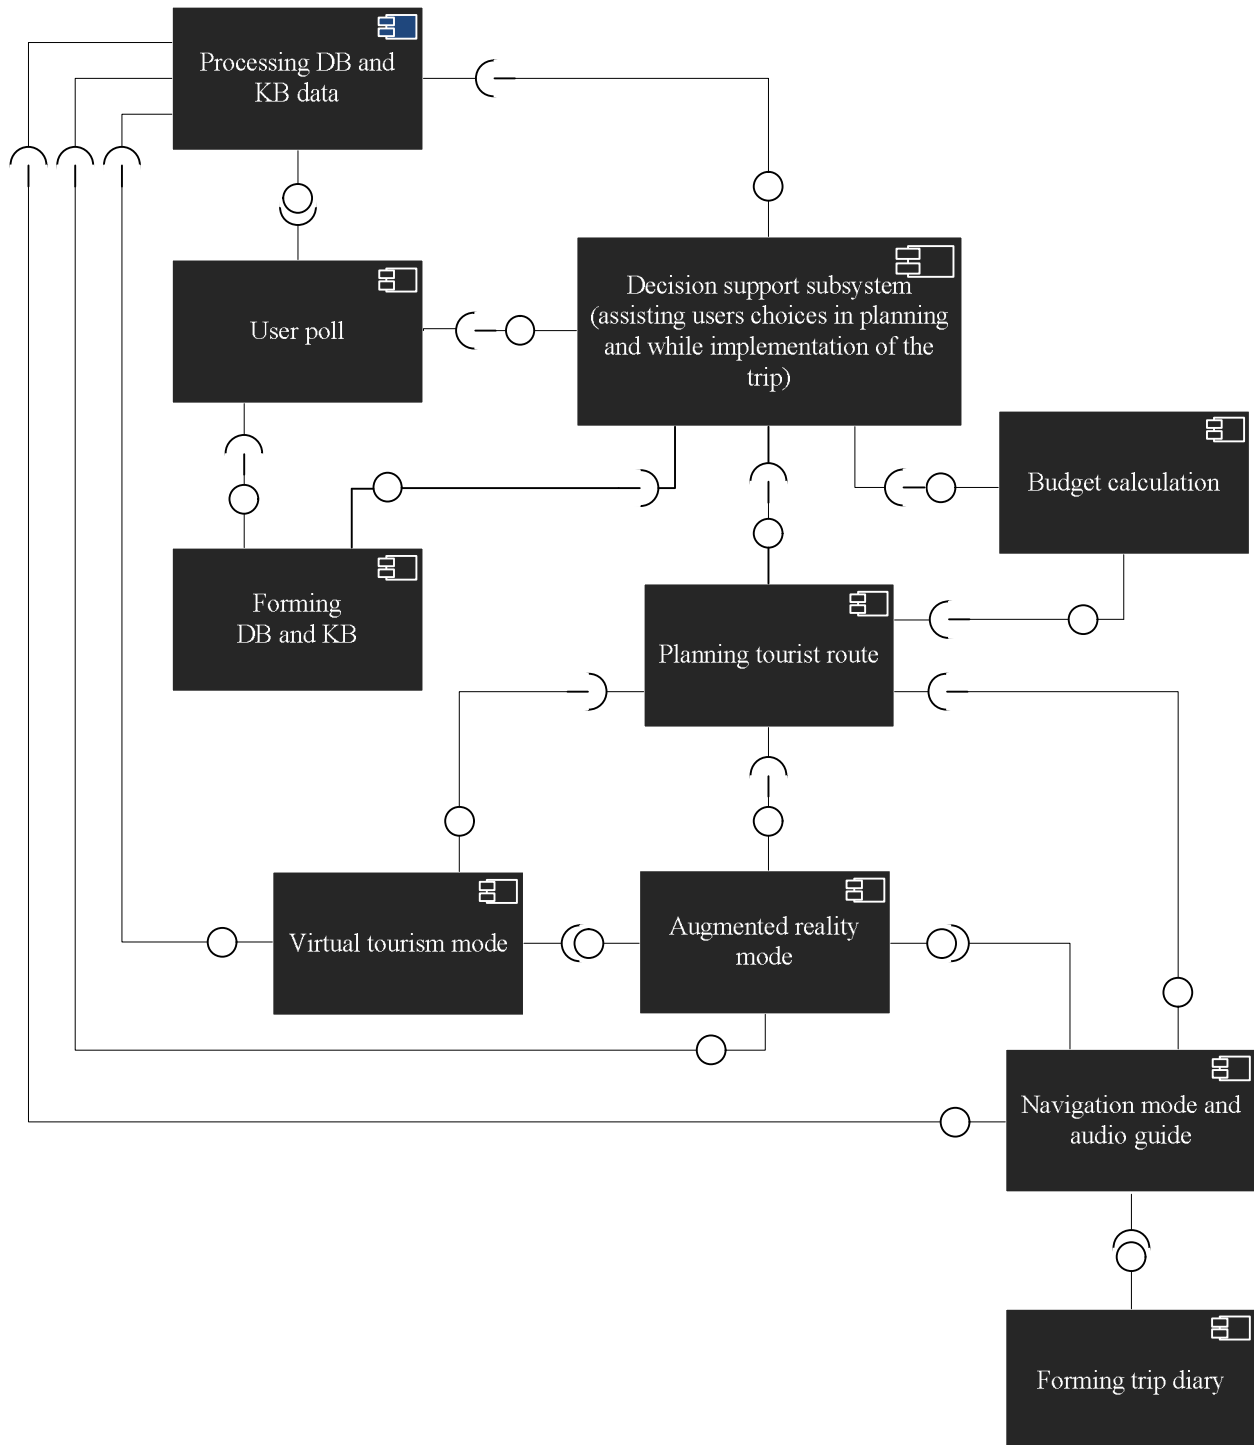 Processing DB and
KB data
User poll
Decision support subsystem
(assisting users choices in planning
and while implementation of the
trip)
Budget calculation
Forming
DB and KB
Planning tourist route
Virtual tourism mode
Augmented reality
mode
Navigation mode and
audio guide
Forming trip diary